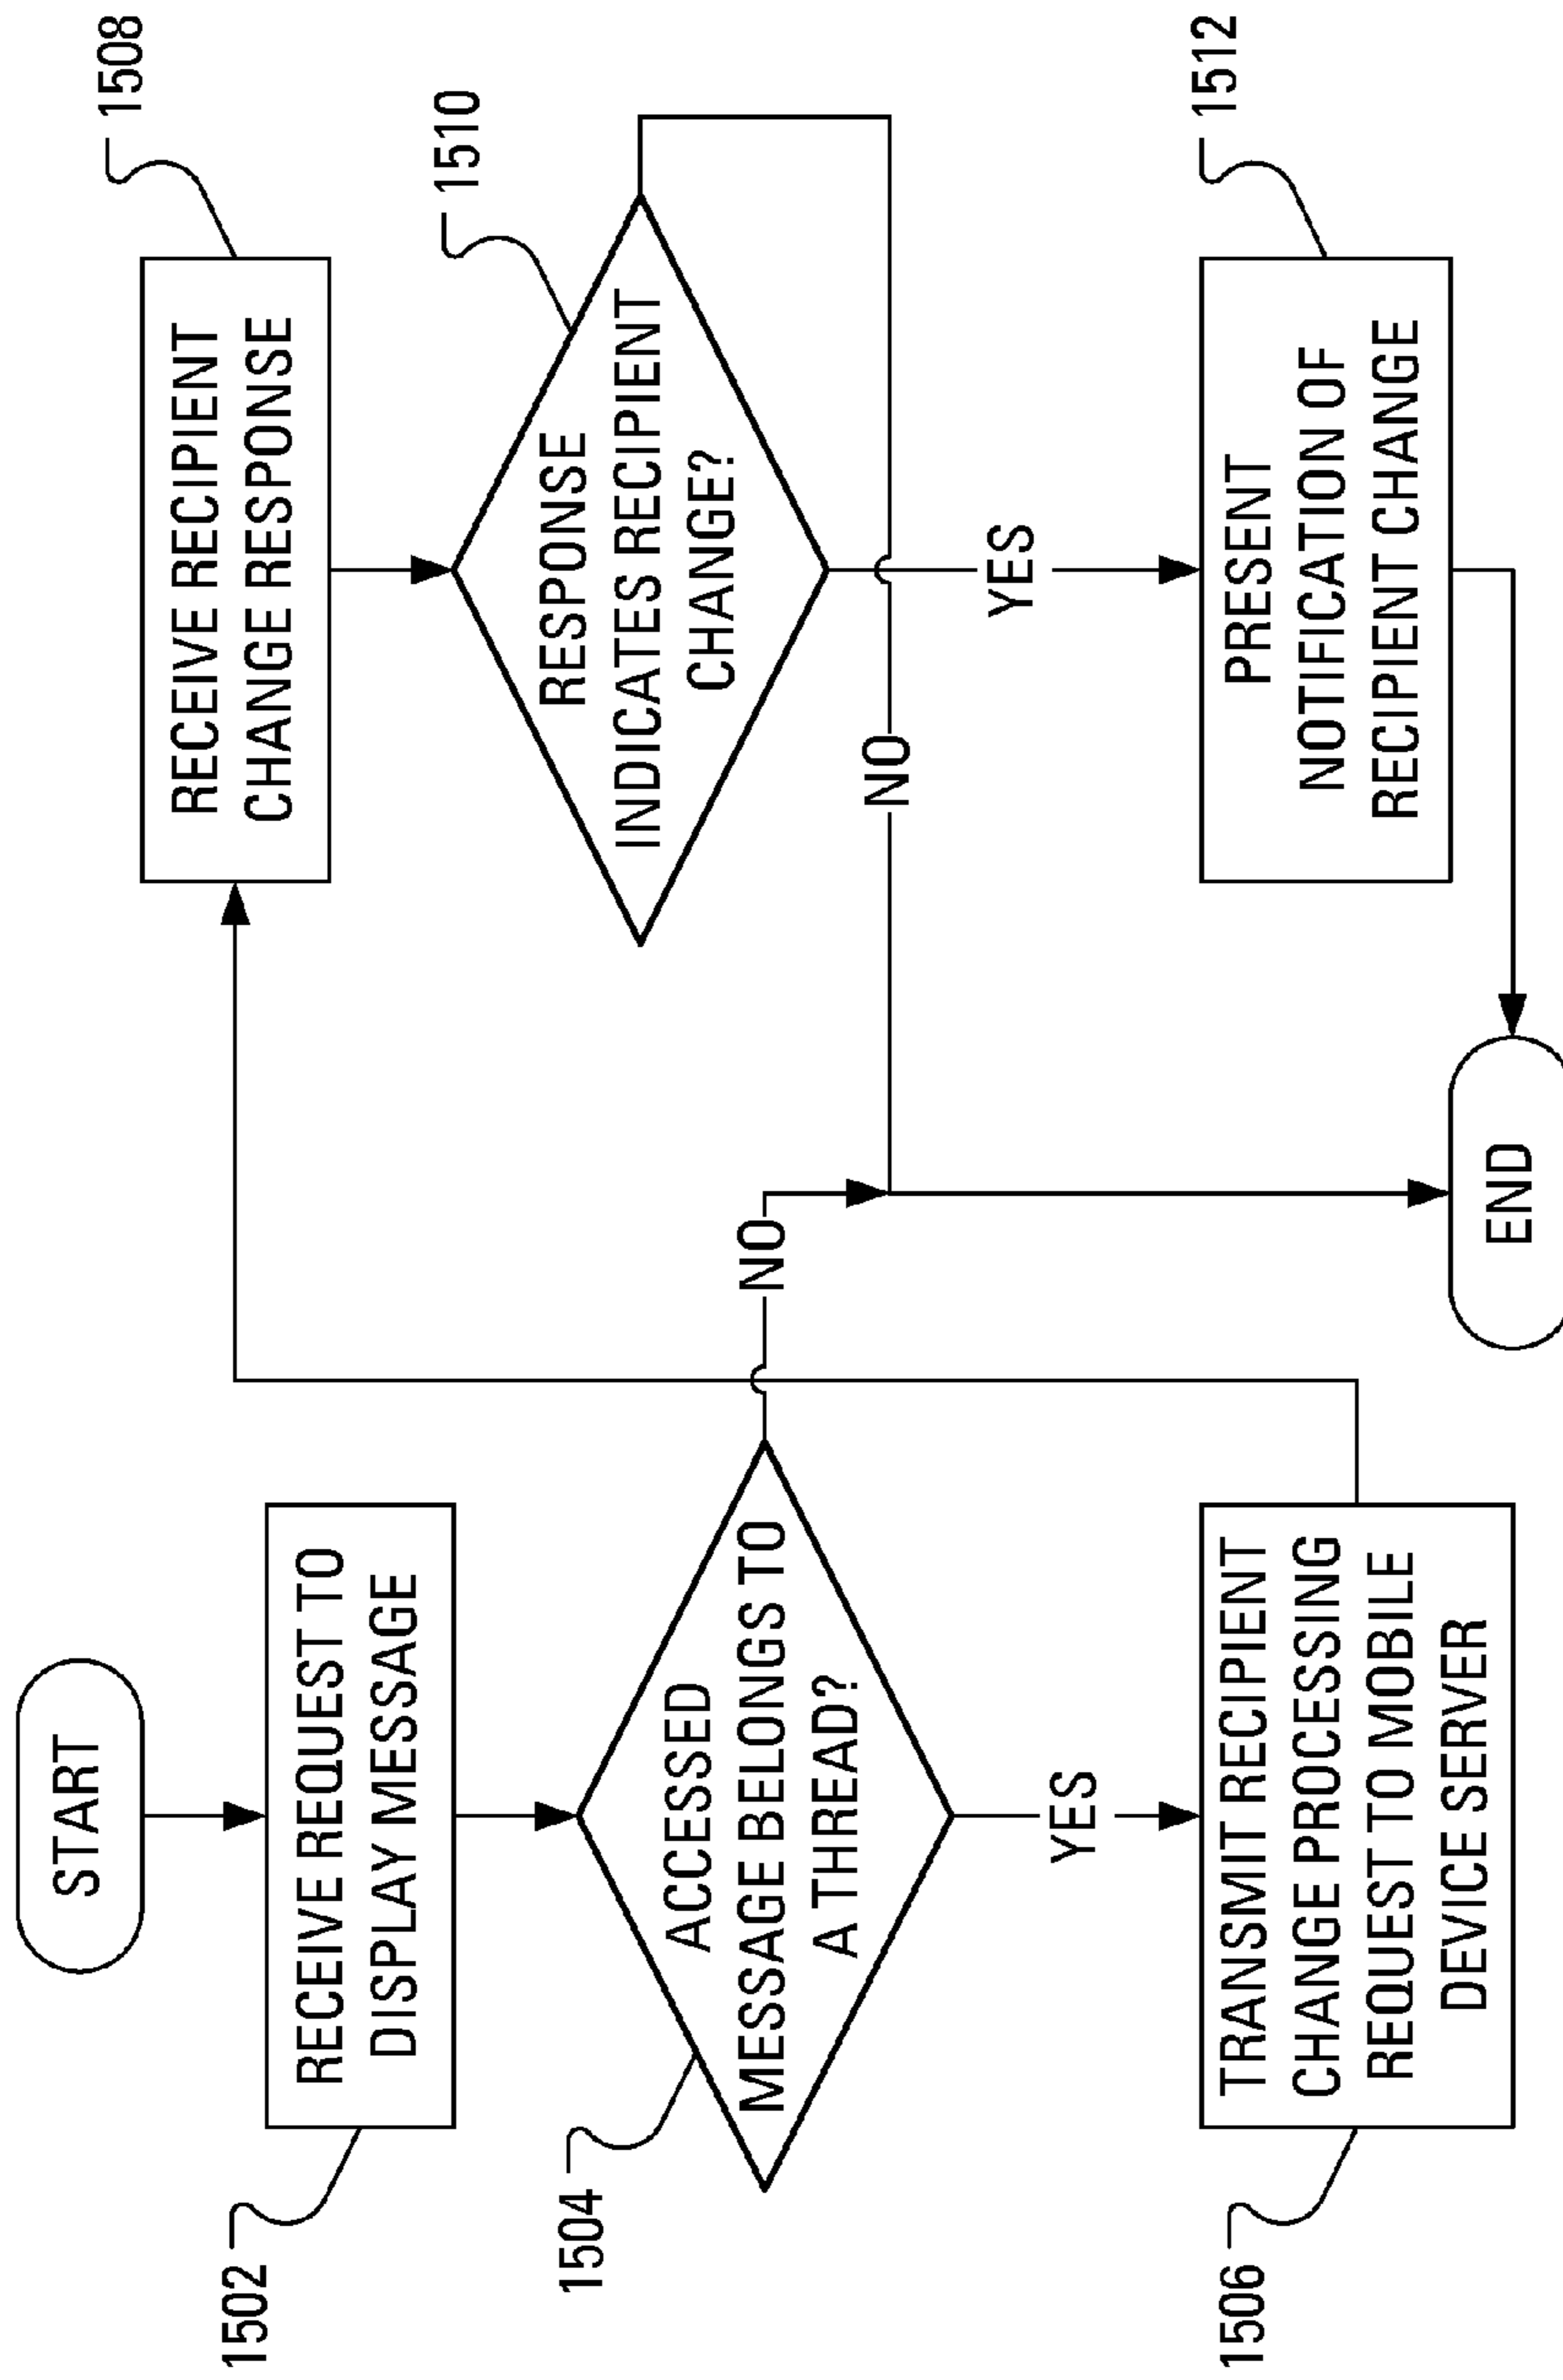 START
1502
RECEIVE REQUEST TO
DISPLAY MESSAGE
1504
ACCESSED
MESSAGE BELONGS TO
A THREAD?
NO
YES
1506
TRANSMIT RECIPIENT
CHANGE PROCESSING
REQUEST TO MOBILE
DEVICE SERVER
1508
RECEIVE RECIPIENT
CHANGE RESPONSE
1510
RESPONSE
INDICATES RECIPIENT
CHANGE?
NO
YES
1512
PRESENT
NOTIFICATION OF
RECIPIENT CHANGE
END